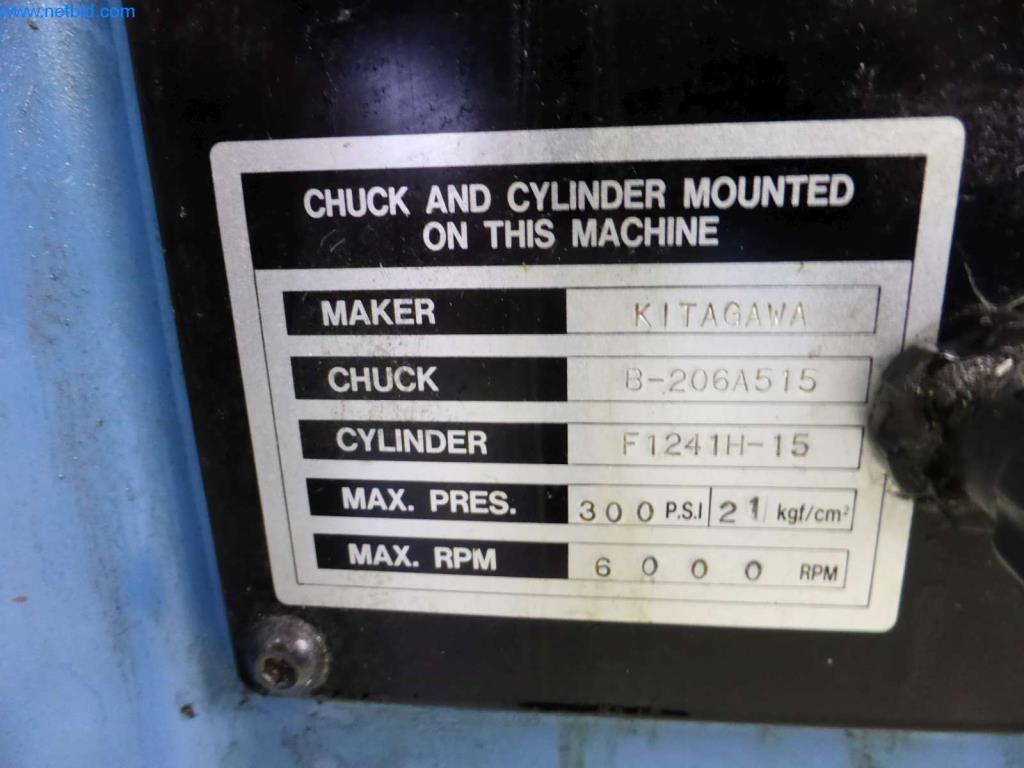 www.netbid.com
CHUCK AND CYLINDER MOUNTED
ON THIS MACHINE
MAKER KITAGAWA
CHUCK B-206A515
CYLINDER F1241H-15
MAX. PRES. 300 P.S.I 21 kgf/cm²
MAX. RPM 6000 RPM